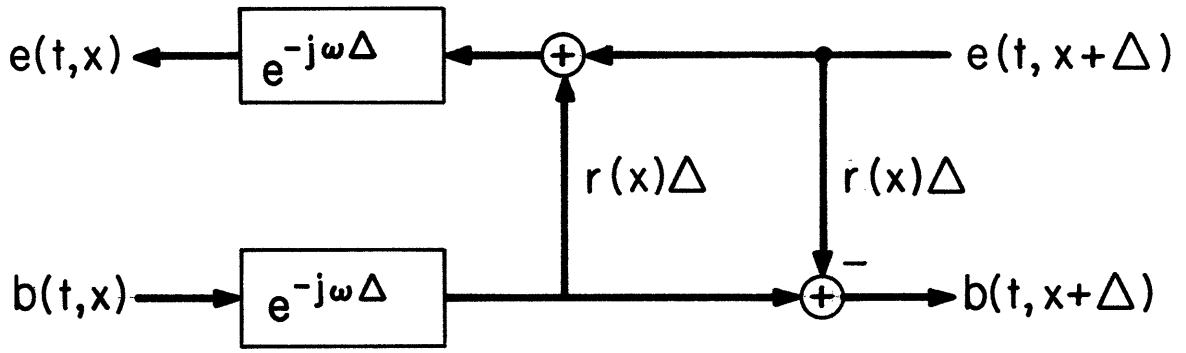 e(t,x)
e^{-jωΔ}
+
e(t, x+Δ)
r(x)Δ
r(x)Δ
b(t,x)
e^{-jωΔ}
+
−
b(t, x+Δ)